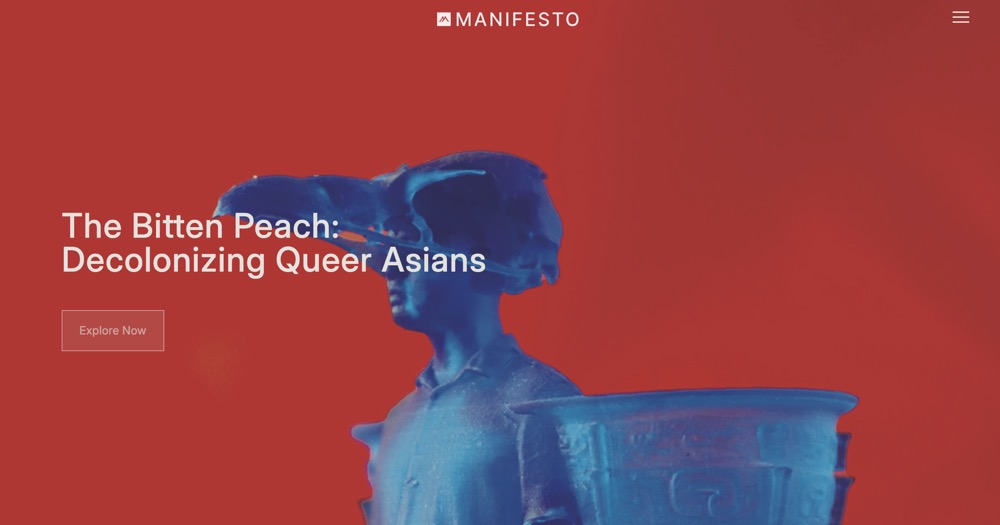 MANIFESTO
The Bitten Peach:
Decolonizing Queer Asians
Explore Now